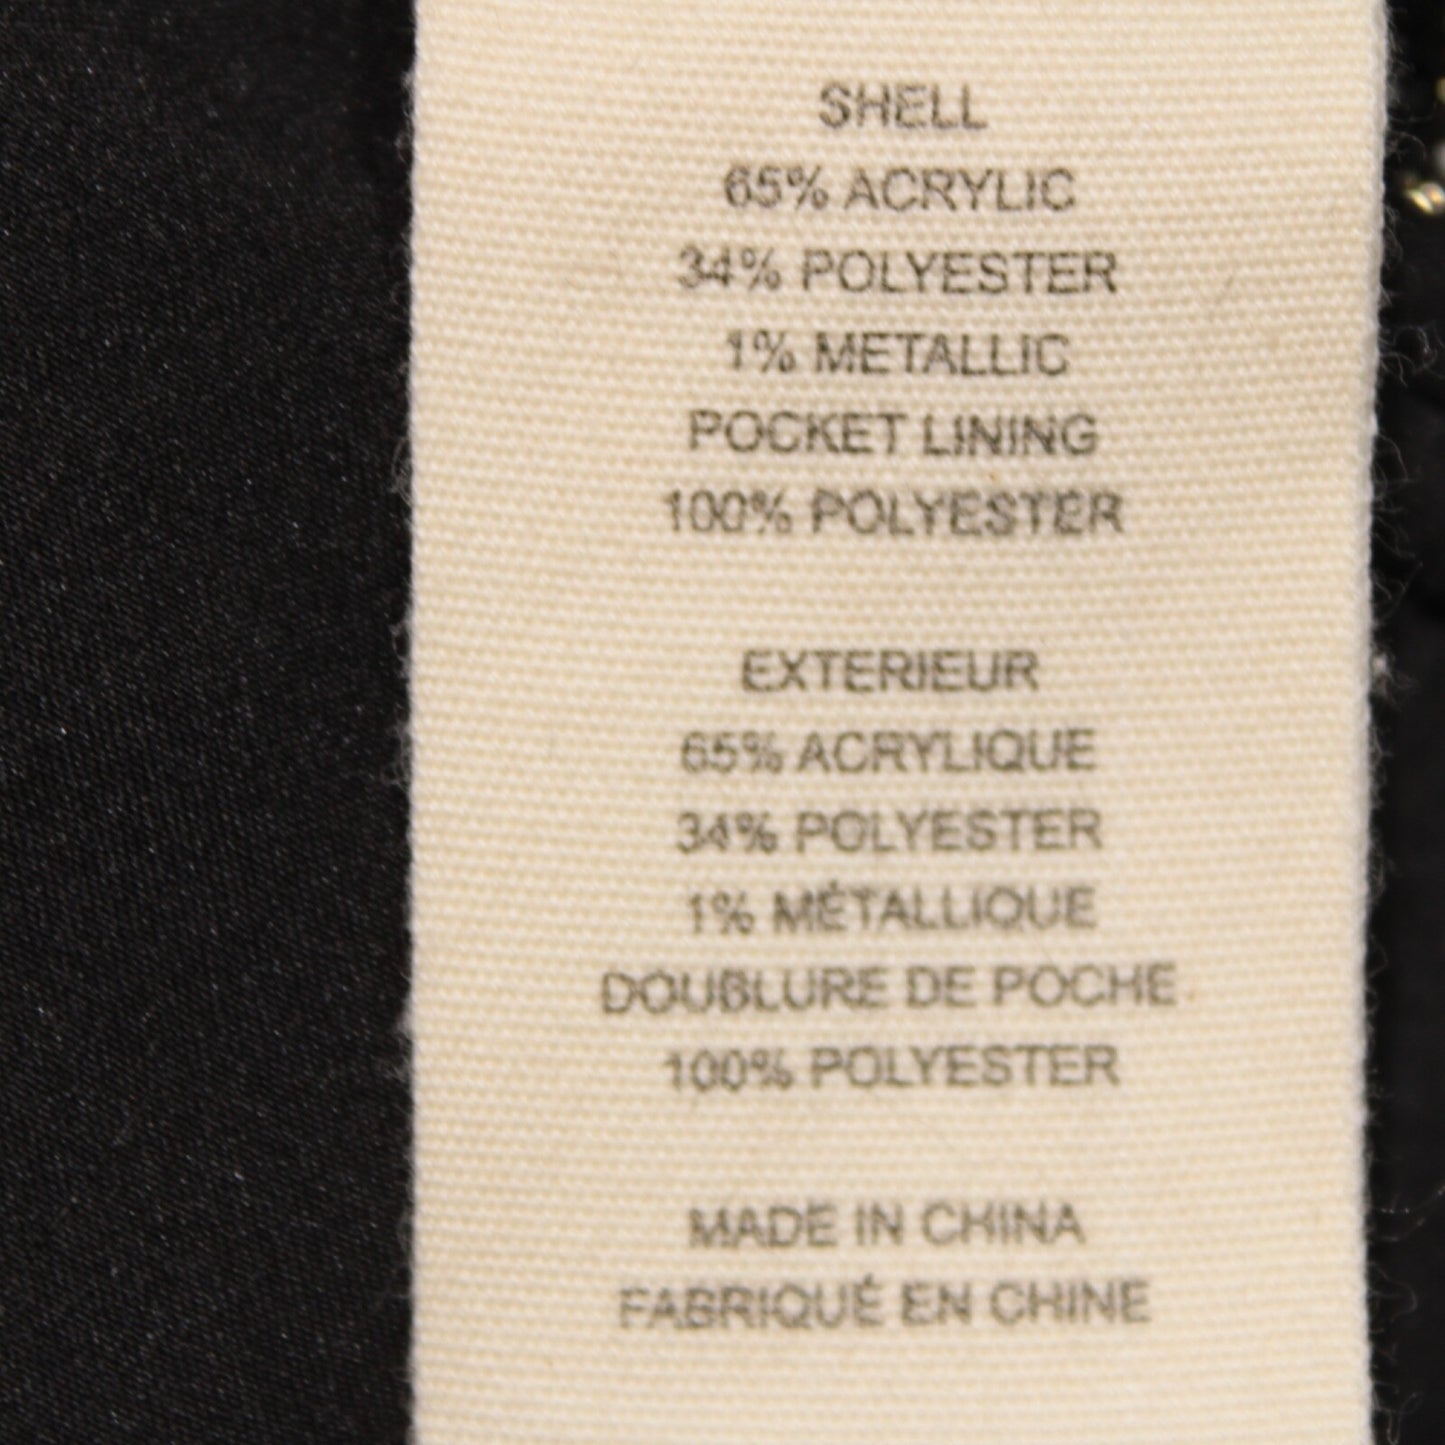 SHELL
65% ACRYLIC
34% POLYESTER
1% METALLIC
POCKET LINING
100% POLYESTER
EXTERIEUR
65% ACRYLIQUE
34% POLYESTER
1% MÉTALLIQUE
DOUBLURE DE POCHE
100% POLYESTER
MADE IN CHINA
FABRIQUÉ EN CHINE